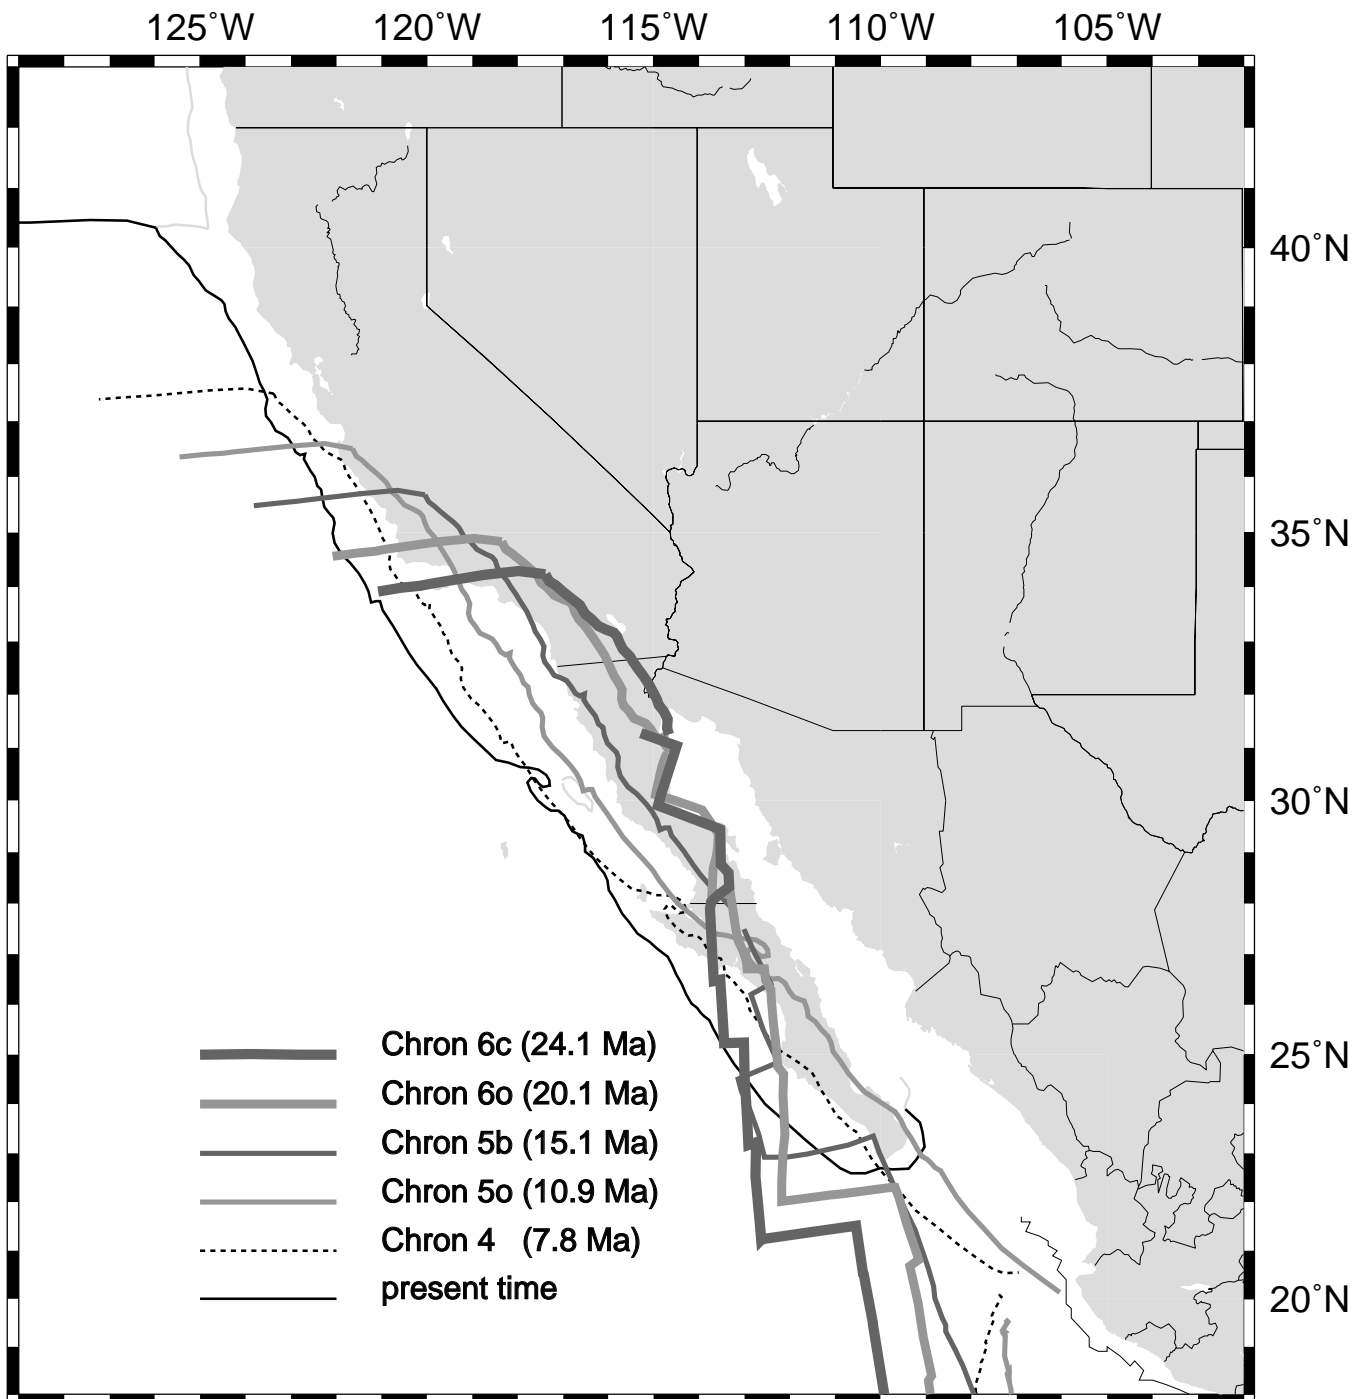 125°W 120°W 115°W 110°W 105°W
40°N
35°N
30°N
25°N
20°N
Chron 6c (24.1 Ma)
Chron 6o (20.1 Ma)
Chron 5b (15.1 Ma)
Chron 5o (10.9 Ma)
Chron 4 (7.8 Ma)
present time